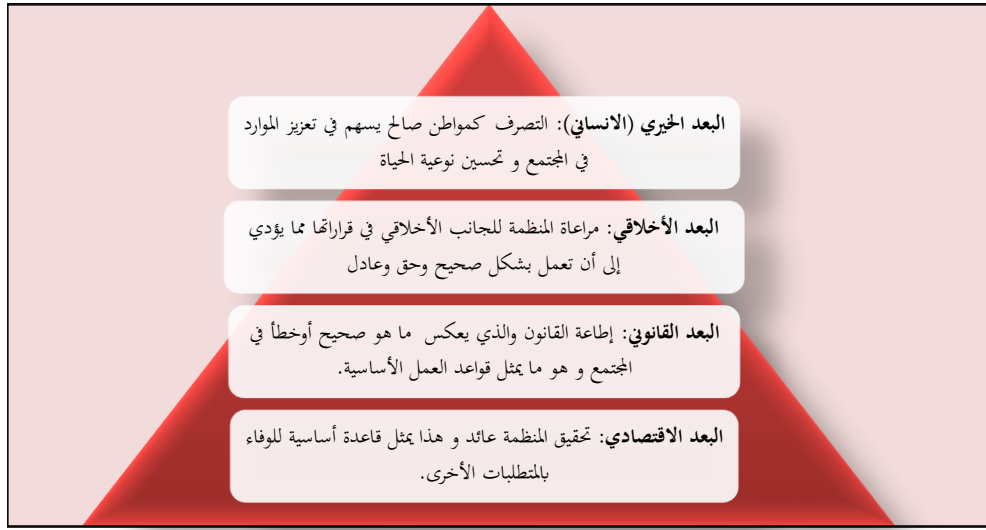 البعد الخيري (الانساني): التصرف كمواطن صالح يسهم في تعزيز الموارد
في المجتمع و تحسين نوعية الحياة
البعد الأخلاقي: مراعاة المنظمة للجانب الأخلاقي في قراراتها مما يؤدي
إلى أن تعمل بشكل صحيح وحق وعادل
البعد القانوني: إطاعة القانون والذي يعكس ما هو صحيح أوخطأ في
المجتمع و هو ما يمثل قواعد العمل الأساسية.
البعد الاقتصادي: تحقيق المنظمة عائد و هذا يمثل قاعدة أساسية للوفاء
بالمتطلبات الأخرى.